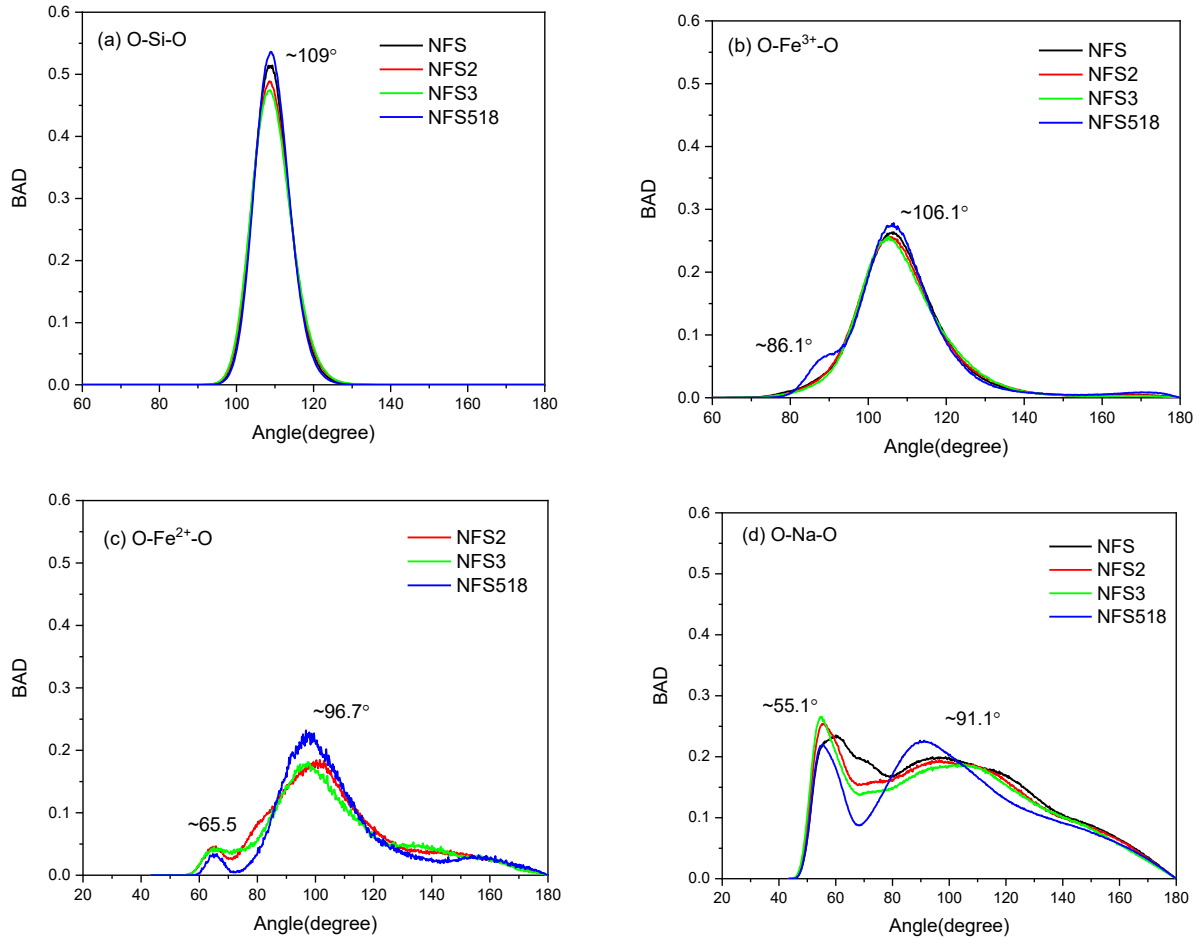 (a) O-Si-O
~109°
NFS
NFS2
NFS3
NFS518
BAD
0.6
0.5
0.4
0.3
0.2
0.1
0.0
60 80 100 120 140 160 180
Angle(degree)
(b) O-Fe³⁺-O
NFS
NFS2
NFS3
NFS518
~106.1°
~86.1°
BAD
0.6
0.5
0.4
0.3
0.2
0.1
0.0
60 80 100 120 140 160 180
Angle(degree)
(c) O-Fe²⁺-O
NFS2
NFS3
NFS518
~96.7°
~65.5
BAD
0.6
0.5
0.4
0.3
0.2
0.1
0.0
20 40 60 80 100 120 140 160 180
Angle(degree)
(d) O-Na-O
NFS
NFS2
NFS3
NFS518
~55.1°
~91.1°
BAD
0.6
0.5
0.4
0.3
0.2
0.1
0.0
20 40 60 80 100 120 140 160 180
Angle(degree)